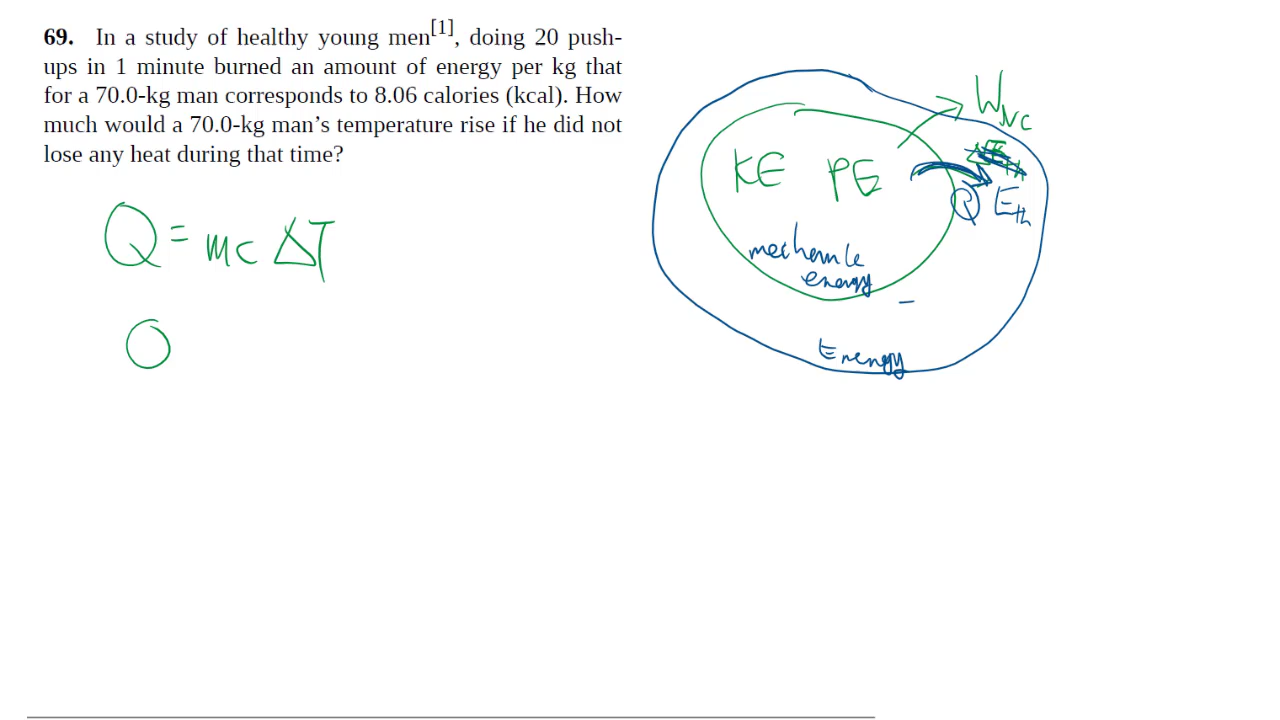 69. In a study of healthy young men[1], doing 20 push-
ups in 1 minute burned an amount of energy per kg that
for a 70.0-kg man corresponds to 8.06 calories (kcal). How
much would a 70.0-kg man’s temperature rise if he did not
lose any heat during that time?
Q = mc ΔT
KE PE
W_NC
Q E_th
energy
Energy